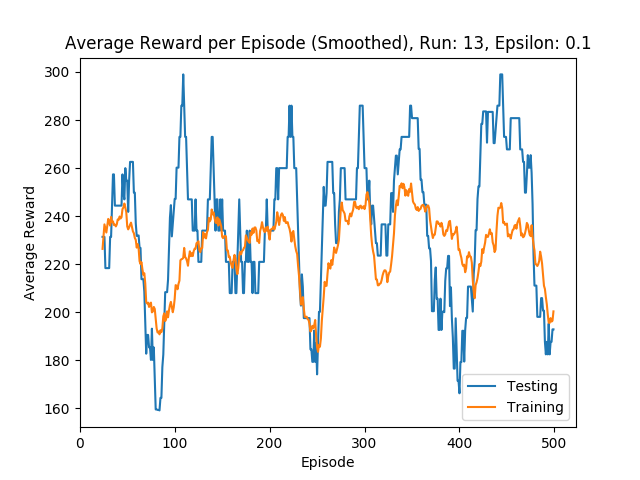 Average Reward per Episode (Smoothed), Run: 13, Epsilon: 0.1
300
280
260
240
220
200
180
160
Average Reward
0 100 200 300 400 500
Episode
Testing
Training